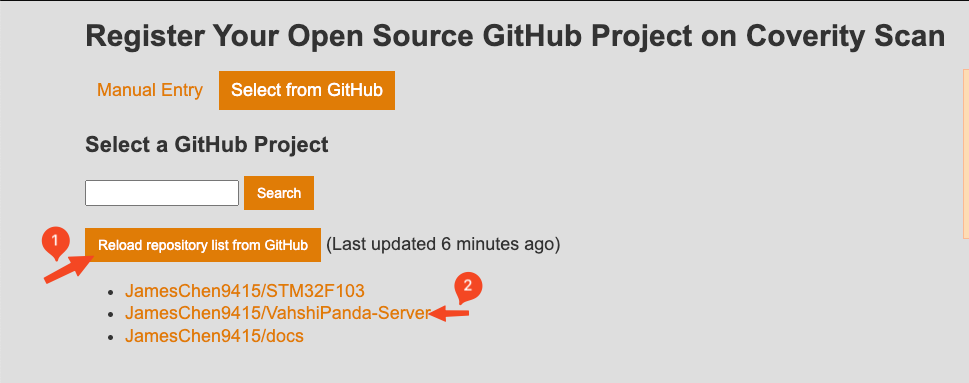 Register Your Open Source GitHub Project on Coverity Scan
Manual Entry Select from GitHub
Select a GitHub Project
Search
1
Reload repository list from GitHub (Last updated 6 minutes ago)
JamesChen9415/STM32F103
2
JamesChen9415/VahshiPanda-Server
JamesChen9415/docs